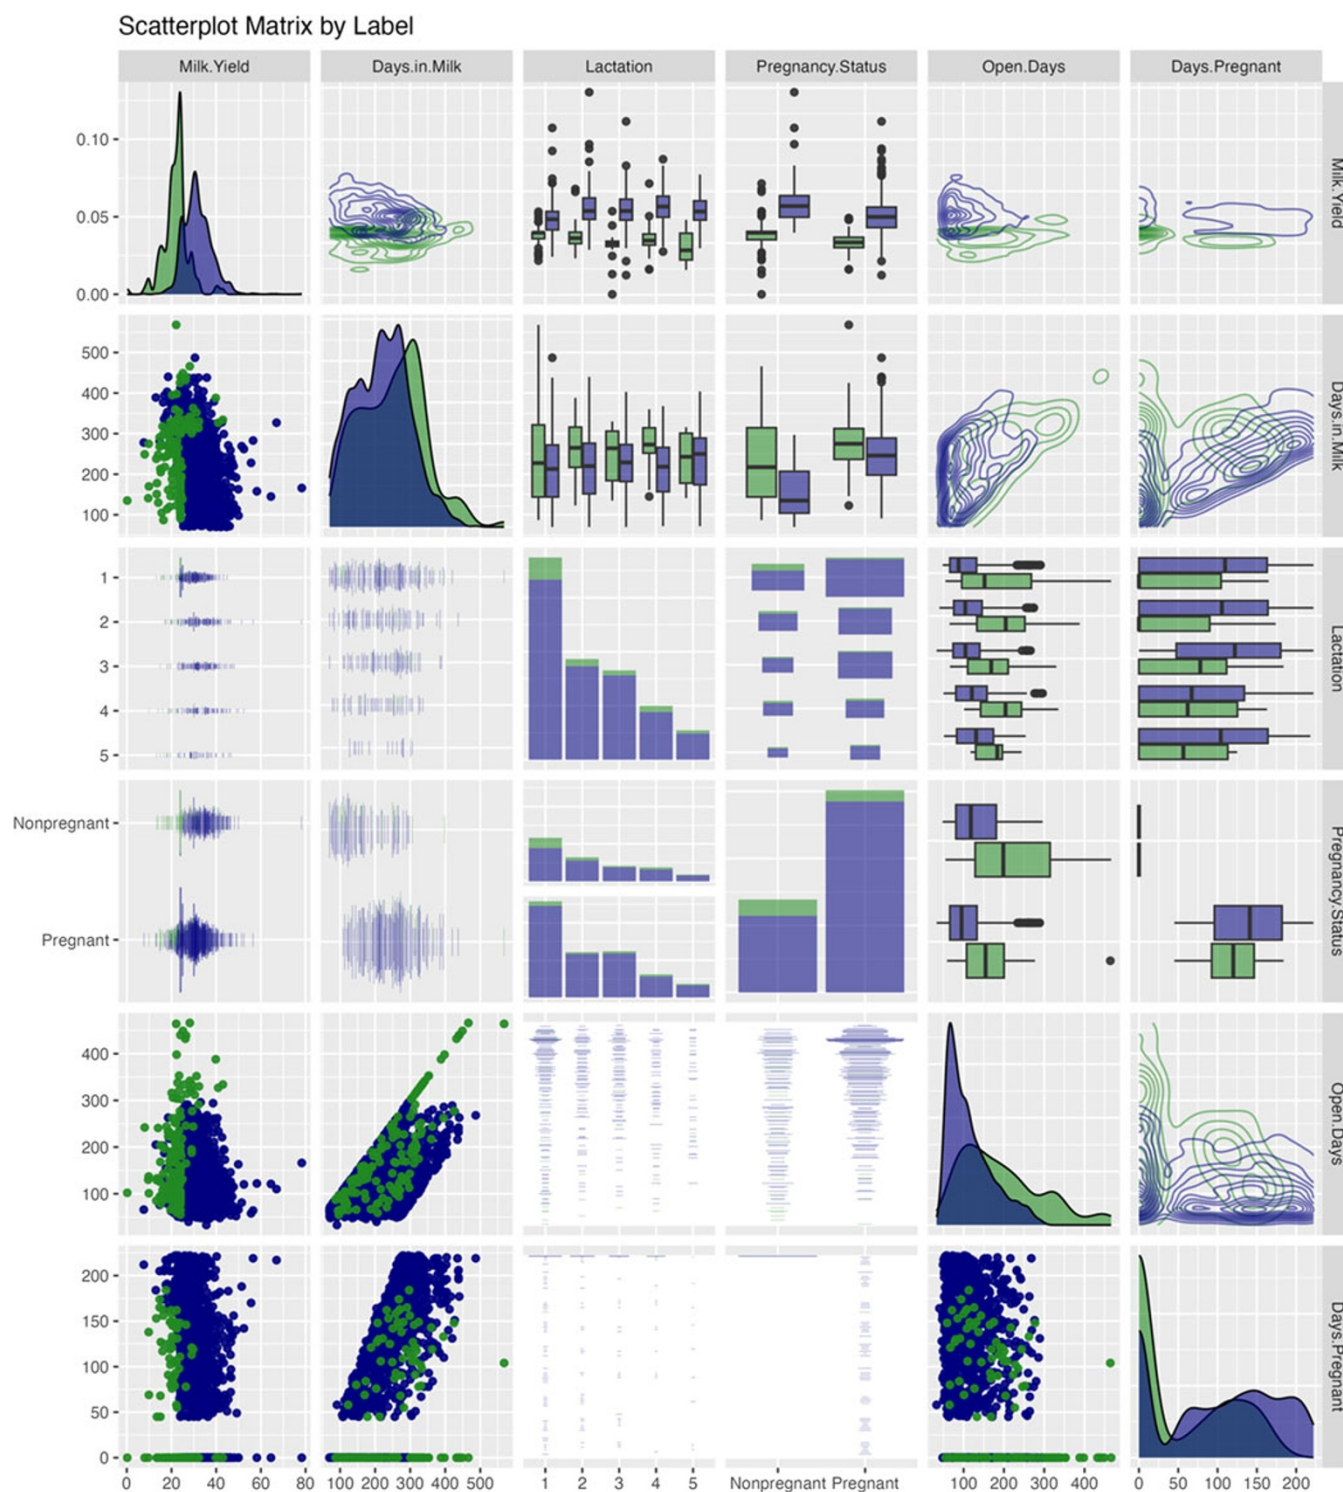 Scatterplot Matrix by Label
Milk.Yield Days.in.Milk Lactation Pregnancy.Status Open.Days Days.Pregnant
0.10
0.05
0.00
Milk.Yield
500
400
300
200
100
Days.in.Milk
1
2
3
4
5
Lactation
Nonpregnant
Pregnant
Pregnancy.Status
400
300
200
100
Open.Days
200
150
100
50
0
Days.Pregnant
0 20 40 60 80 100 200 300 400 500 1 2 3 4 5 Nonpregnant Pregnant 100 200 300 400 0 50 100 150 200